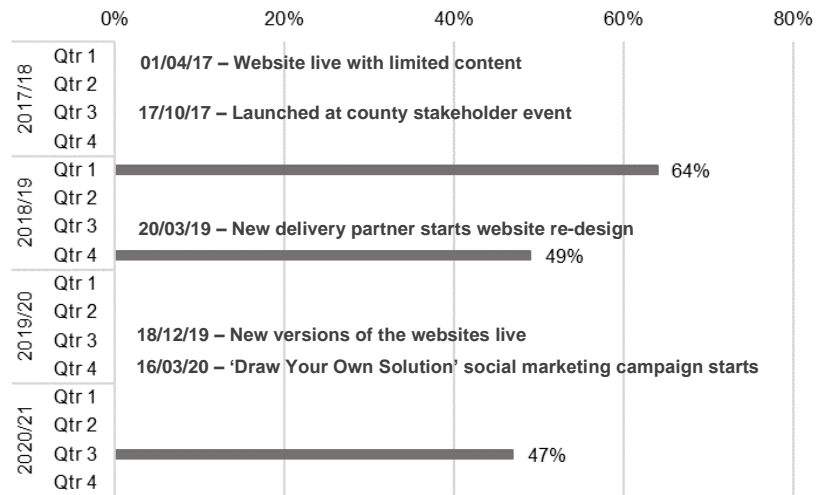 0% 20% 40% 60% 80%
2017/18
Qtr 1
01/04/17 – Website live with limited content
Qtr 2
Qtr 3
17/10/17 – Launched at county stakeholder event
Qtr 4
2018/19
Qtr 1
64%
Qtr 2
Qtr 3
20/03/19 – New delivery partner starts website re-design
Qtr 4
49%
2019/20
Qtr 1
Qtr 2
Qtr 3
18/12/19 – New versions of the websites live
Qtr 4
16/03/20 – ‘Draw Your Own Solution’ social marketing campaign starts
2020/21
Qtr 1
Qtr 2
Qtr 3
47%
Qtr 4